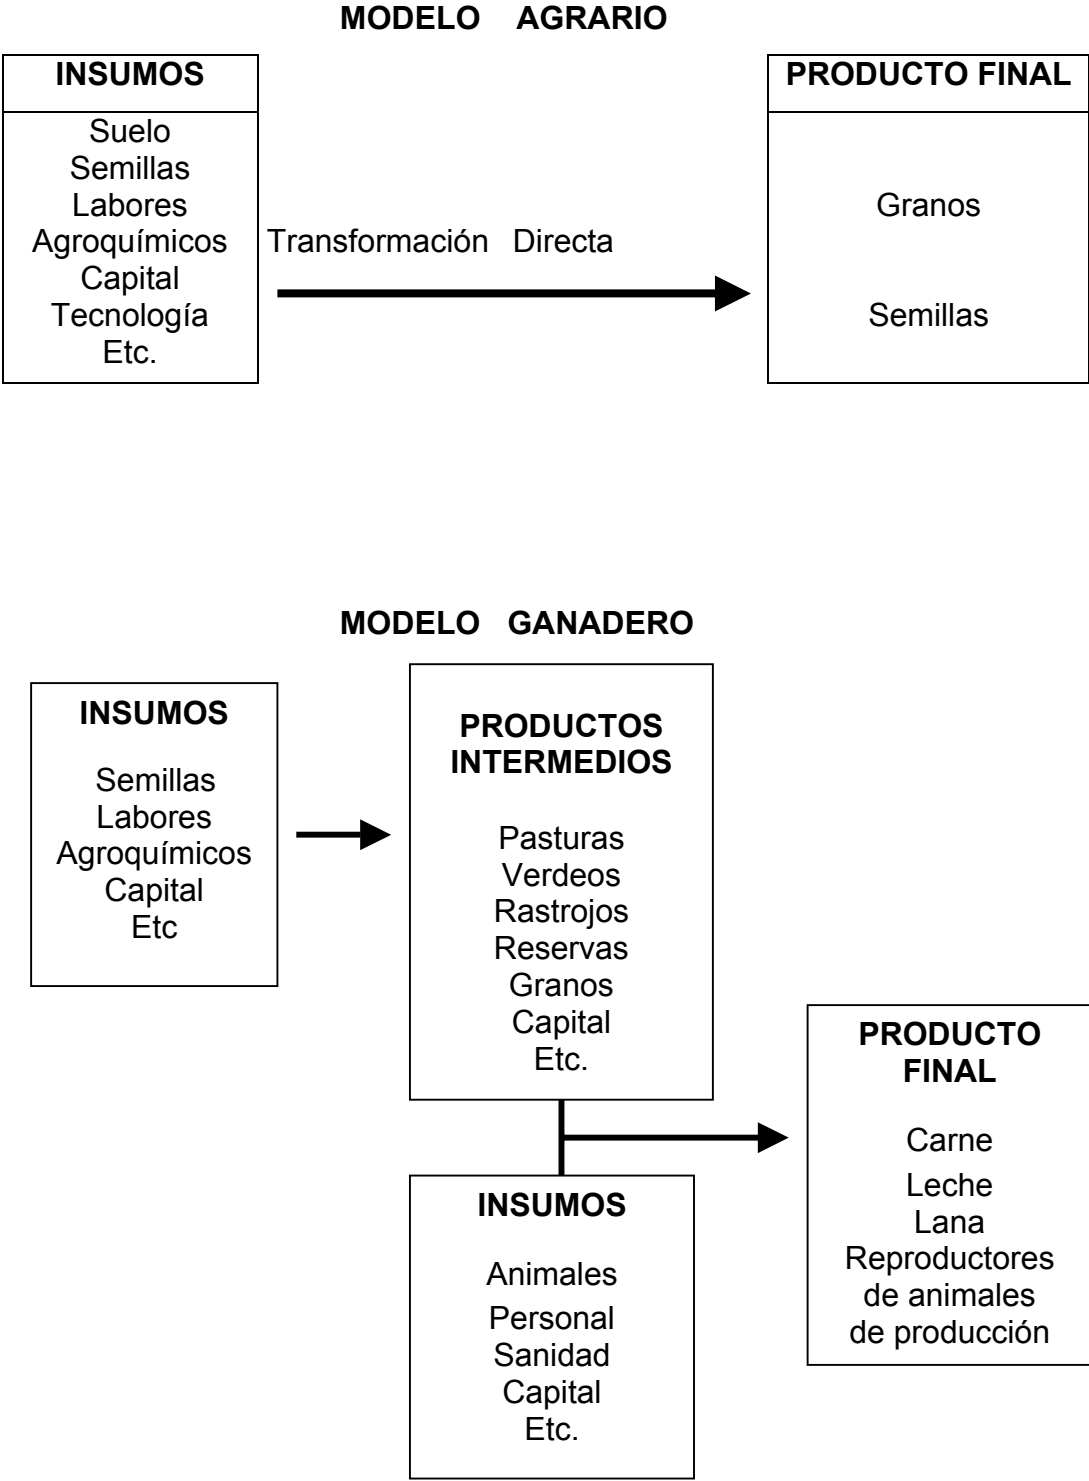 MODELO AGRARIO
INSUMOS
Suelo
Semillas
Labores
Agroquímicos
Capital
Tecnología
Etc.
Transformación Directa
PRODUCTO FINAL
Granos
Semillas
MODELO GANADERO
INSUMOS
Semillas
Labores
Agroquímicos
Capital
Etc
PRODUCTOS
INTERMEDIOS
Pasturas
Verdeos
Rastrojos
Reservas
Granos
Capital
Etc.
INSUMOS
Animales
Personal
Sanidad
Capital
Etc.
PRODUCTO
FINAL
Carne
Leche
Lana
Reproductores
de animales
de producción